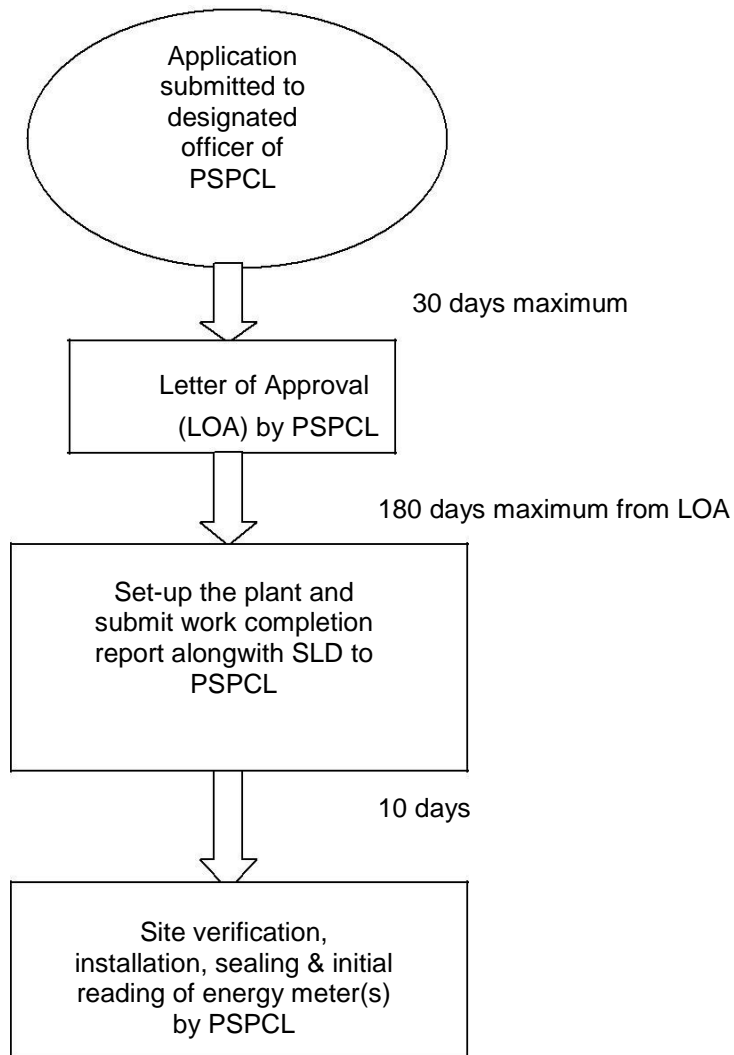 Application
submitted to
designated
officer of
PSPCL
30 days maximum
Letter of Approval
(LOA) by PSPCL
180 days maximum from LOA
Set-up the plant and
submit work completion
report alongwith SLD to
PSPCL
10 days
Site verification,
installation, sealing & initial
reading of energy meter(s)
by PSPCL